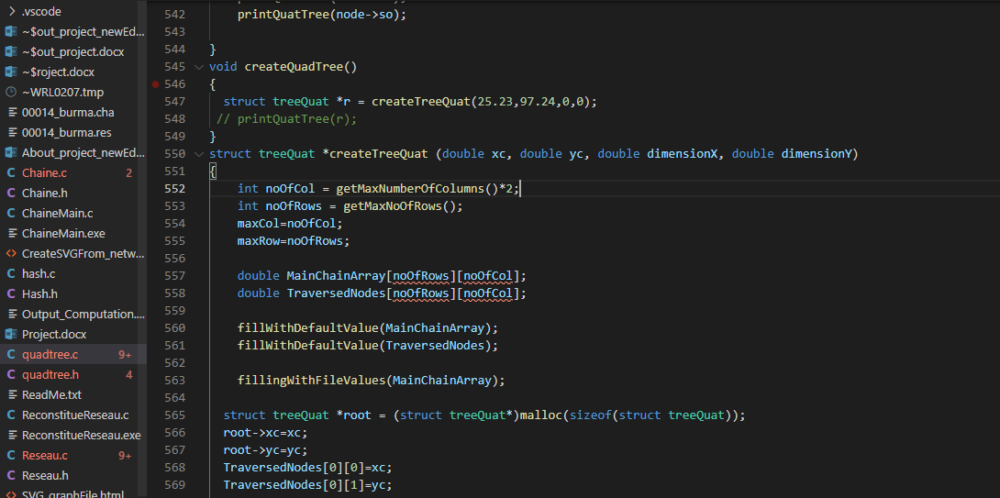 .vscode
~$out_project_newEd...
~$out_project.docx
~$roject.docx
~WRL0207.tmp
00014_burma.cha
00014_burma.res
About_project_newEd...
Chaine.c 2
Chaine.h
ChaineMain.c
ChaineMain.exe
CreateSVGFrom_netw...
hash.c
Hash.h
Output_Computation....
Project.docx
quadtree.c 9+
quadtree.h 4
ReadMe.txt
ReconstitueReseau.c
ReconstitueReseau.exe
Reseau.c 9+
Reseau.h
SVG_graphFile.html
542 printQuatTree(node->so);
543
544 }
545 void createQuadTree()
546 {
547 struct treeQuat *r = createTreeQuat(25.23,97.24,0,0);
548 // printQuatTree(r);
549 }
550 struct treeQuat *createTreeQuat (double xc, double yc, double dimensionX, double dimensionY)
551 {
552 int noOfCol = getMaxNumberOfColumns()*2;
553 int noOfRows = getMaxNoOfRows();
554 maxCol=noOfCol;
555 maxRow=noOfRows;
556
557 double MainChainArray[noOfRows][noOfCol];
558 double TraversedNodes[noOfRows][noOfCol];
559
560 fillWithDefaultValue(MainChainArray);
561 fillWithDefaultValue(TraversedNodes);
562
563 fillingWithFileValues(MainChainArray);
564
565 struct treeQuat *root = (struct treeQuat*)malloc(sizeof(struct treeQuat));
566 root->xc=xc;
567 root->yc=yc;
568 TraversedNodes[0][0]=xc;
569 TraversedNodes[0][1]=yc;